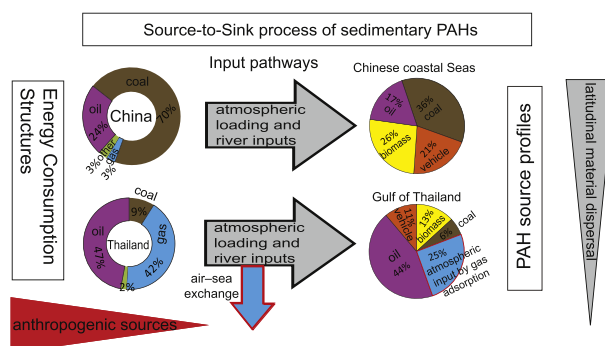 Source-to-Sink process of sedimentary PAHs
Energy Consumption
Structures
coal
70%
oil
24%
China
other
3%
gas
3%
Input pathways
atmospheric
loading and
river inputs
Chinese coastal Seas
17%
oil
36%
coal
26%
biomass
21%
vehicle
coal
9%
oil
47%
Thailand
gas
42%
2%
atmospheric
loading and
river inputs
air–sea
exchange
Gulf of Thailand
11%
vehicle
13%
biomass
coal
6%
oil
44%
25%
atmospheric
input by gas
adsorption
PAH source profiles
latitudinal material dispersal
anthropogenic sources